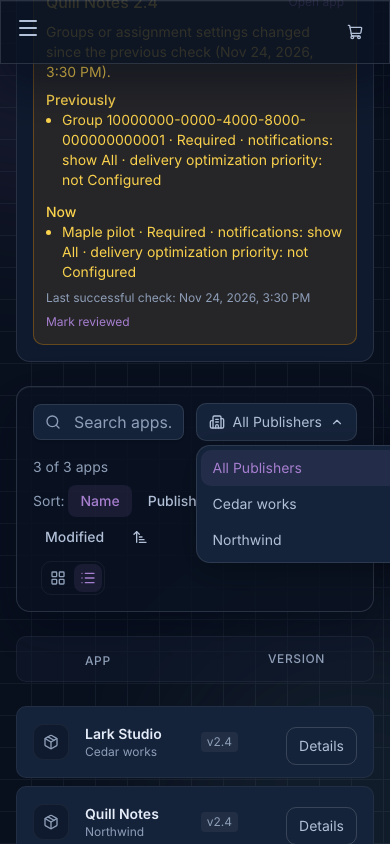 Quill Notes 2.4
Open app
Groups or assignment settings changed
since the previous check (Nov 24, 2026,
3:30 PM).
Previously
• Group 10000000-0000-4000-8000-
000000000001 · Required · notifications:
show All · delivery optimization priority:
not Configured
Now
• Maple pilot · Required · notifications: show
All · delivery optimization priority: not
Configured
Last successful check: Nov 24, 2026, 3:30 PM
Mark reviewed
Search apps.
All Publishers
3 of 3 apps
All Publishers
Cedar works
Northwind
Sort:
Name
Publish
Modified
APP
VERSION
Lark Studio
Cedar works
v2.4
Details
Quill Notes
Northwind
v2.4
Details